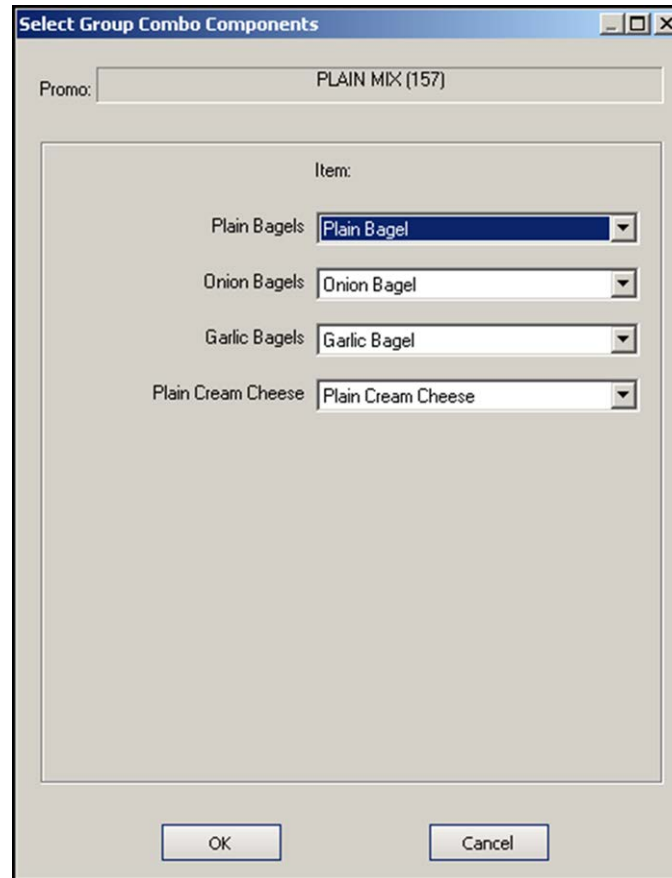 Select Group Combo Components
Promo: PLAIN MIX (157)
Item:
Plain Bagels Plain Bagel
Onion Bagels Onion Bagel
Garlic Bagels Garlic Bagel
Plain Cream Cheese Plain Cream Cheese
OK Cancel